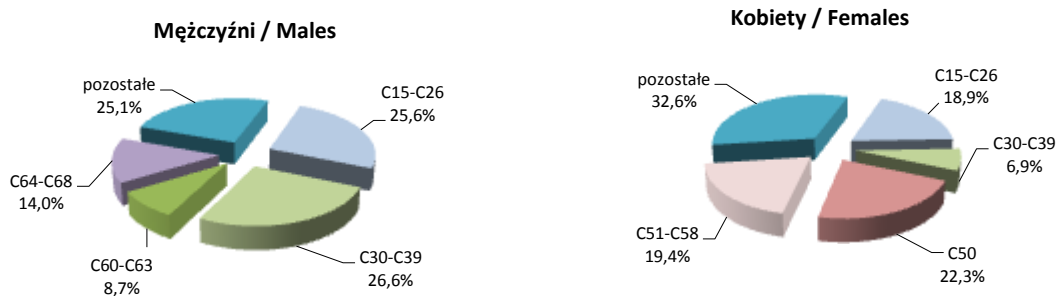 Mężczyźni / Males
pozostałe
25,1%
C15-C26
25,6%
C64-C68
14,0%
C60-C63
8,7%
C30-C39
26,6%
Kobiety / Females
pozostałe
32,6%
C15-C26
18,9%
C30-C39
6,9%
C51-C58
19,4%
C50
22,3%